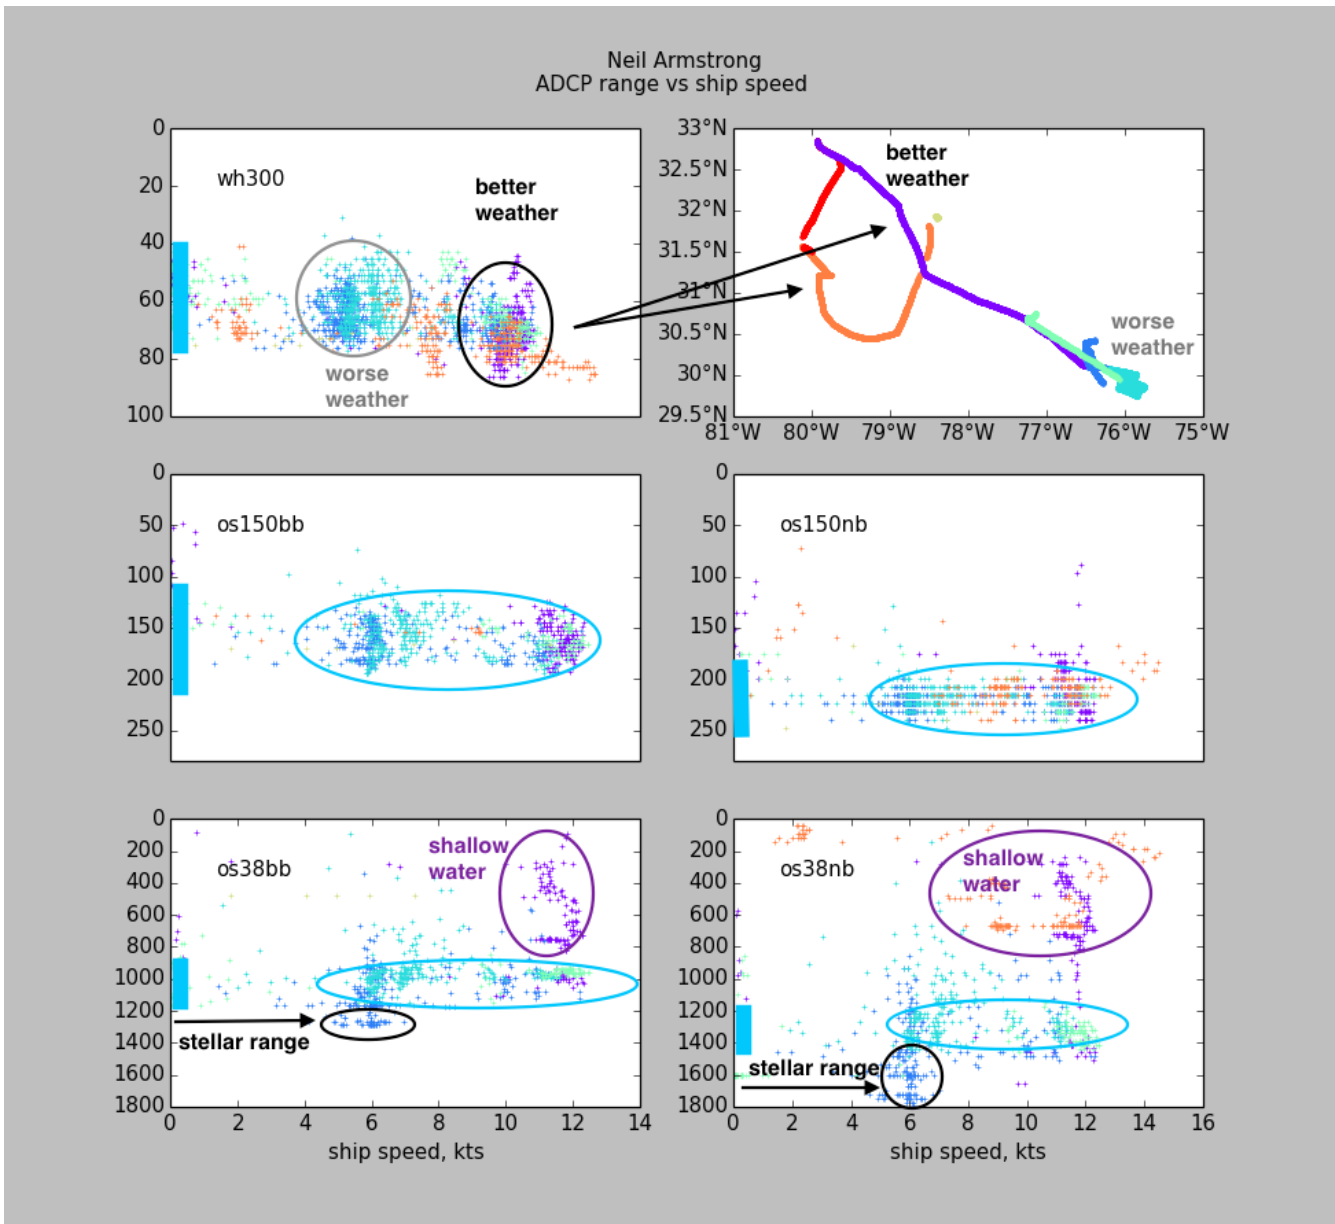 Neil Armstrong
ADCP range vs ship speed
0
20
40
60
80
100
wh300
better
weather
worse
weather
33°N
32.5°N
32°N
31.5°N
31°N
30.5°N
30°N
29.5°N
81°W 80°W 79°W 78°W 77°W 76°W 75°W
better
weather
worse
weather
0
50
100
150
200
250
os150bb
0
50
100
150
200
250
os150nb
0
200
400
600
800
1000
1200
1400
1600
1800
os38bb
shallow
water
stellar range
0 2 4 6 8 10 12 14
ship speed, kts
0
200
400
600
800
1000
1200
1400
1600
1800
os38nb
shallow
water
stellar range
0 2 4 6 8 10 12 14 16
ship speed, kts